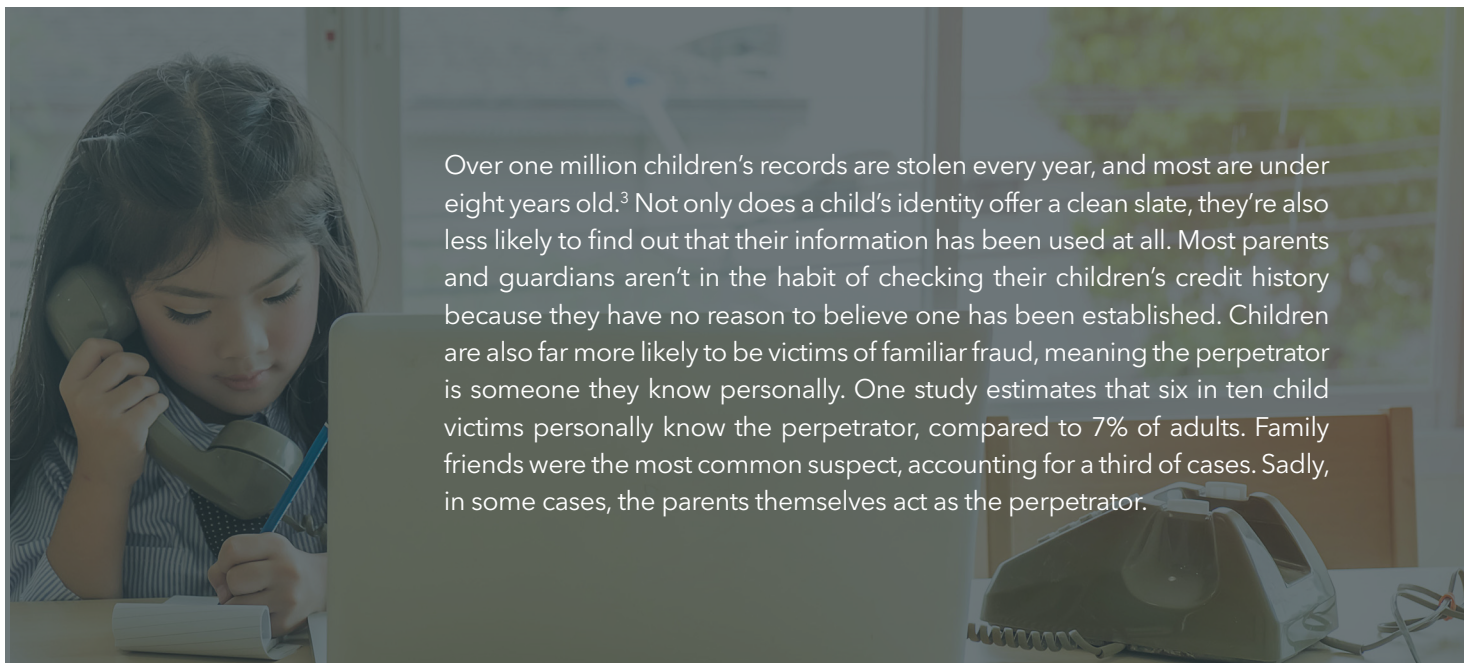 Over one million children’s records are stolen every year, and most are under
eight years old.³ Not only does a child’s identity offer a clean slate, they’re also
less likely to find out that their information has been used at all. Most parents
and guardians aren’t in the habit of checking their children’s credit history
because they have no reason to believe one has been established. Children
are also far more likely to be victims of familiar fraud, meaning the perpetrator
is someone they know personally. One study estimates that six in ten child
victims personally know the perpetrator, compared to 7% of adults. Family
friends were the most common suspect, accounting for a third of cases. Sadly,
in some cases, the parents themselves act as the perpetrator.